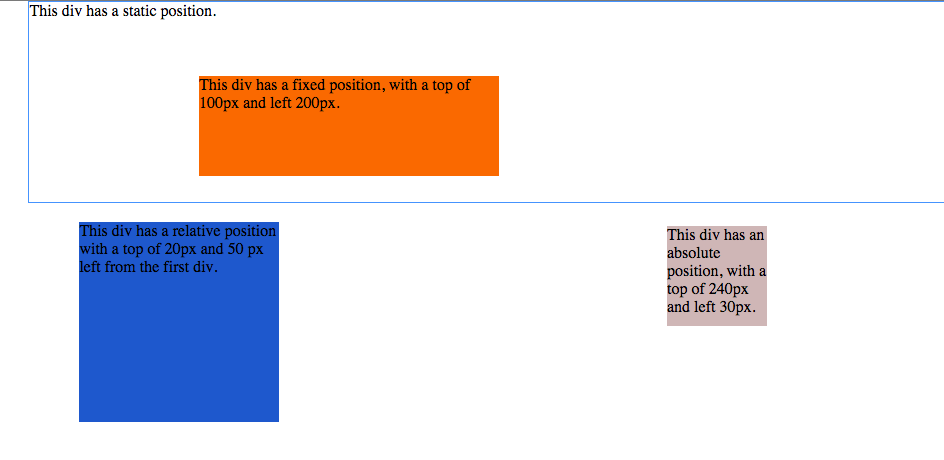 This div has a static position.
This div has a fixed position, with a top of
100px and left 200px.
This div has a relative position
with a top of 20px and 50 px
left from the first div.
This div has an
absolute
position, with a
top of 240px
and left 30px.